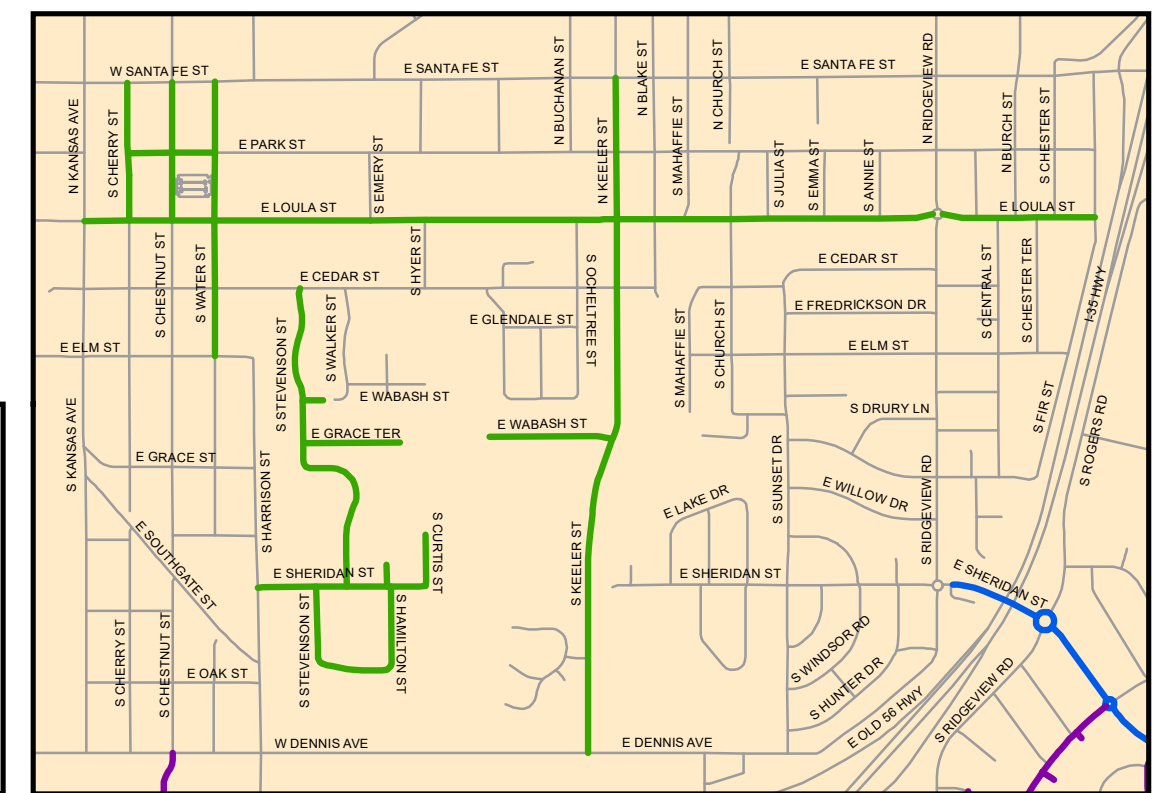 W SANTA FE ST
E SANTA FE ST
E SANTA FE ST
N KANSAS AVE
S CHERRY ST
E PARK ST
S EMERY ST
N BUCHANAN ST
N KEELER ST
N BLAKE ST
S MAHAFFIE ST
N CHURCH ST
S JULIA ST
S EMMA ST
S ANNIE ST
N RIDGEVIEW RD
N BURCH ST
S CHESTER ST
E LOULA ST
E LOULA ST
S CHESTNUT ST
S WATER ST
E CEDAR ST
S HYER ST
S OCHELTREE ST
E CEDAR ST
S CENTRAL ST
S CHESTER TER
I-35 HWY
E ELM ST
S STEVENSON ST
S WALKER ST
E GLENDALE ST
S MAHAFFIE ST
S CHURCH ST
E FREDRICKSON DR
E ELM ST
E WABASH ST
S DRURY LN
S FIR ST
S ROGERS RD
S KANSAS AVE
E GRACE TER
E WABASH ST
E GRACE ST
S HARRISON ST
S SUNSET DR
S RIDGEVIEW RD
E WILLOW DR
E LAKE DR
E SOUTHGATE ST
S CURTIS ST
S KEELER ST
E SHERIDAN ST
E SHERIDAN ST
E SHERIDAN ST
S CHERRY ST
S CHESTNUT ST
S STEVENSON ST
S HAMILTON ST
S WINDSOR RD
S HUNTER DR
E OAK ST
E OLD 56 HWY
S RIDGEVIEW RD
W DENNIS AVE
E DENNIS AVE